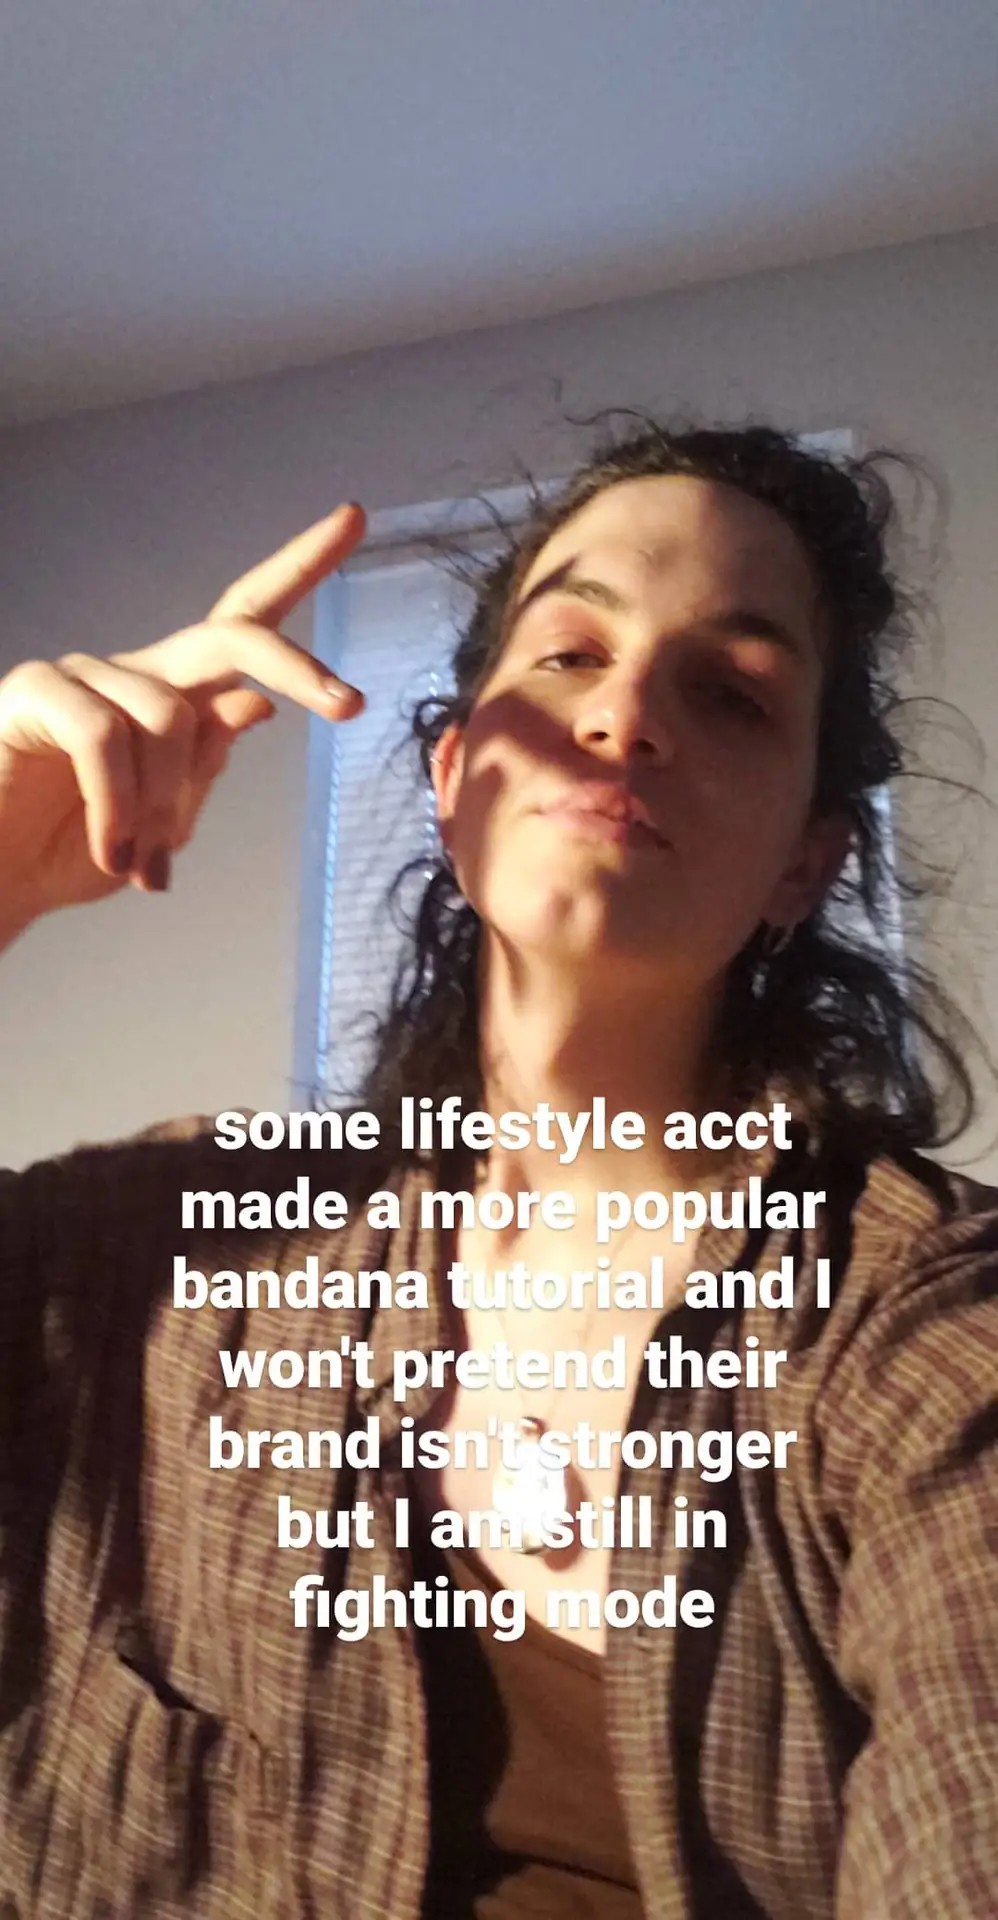 some lifestyle acct
made a more popular
bandana tutorial and I
won't pretend their
brand isn't stronger
but I am still in
fighting mode